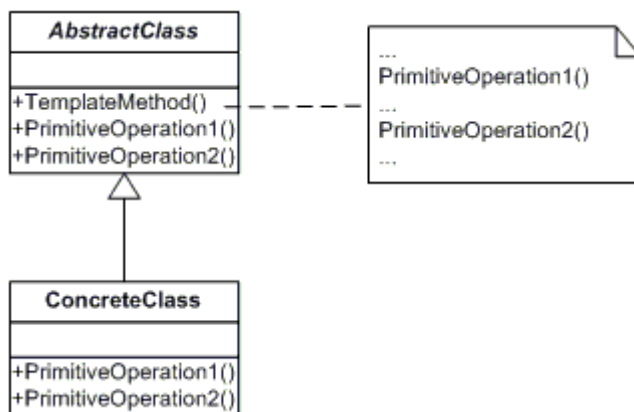 AbstractClass
+TemplateMethod()
+PrimitiveOperation1()
+PrimitiveOperation2()
...
PrimitiveOperation1()
...
PrimitiveOperation2()
...
ConcreteClass
+PrimitiveOperation1()
+PrimitiveOperation2()